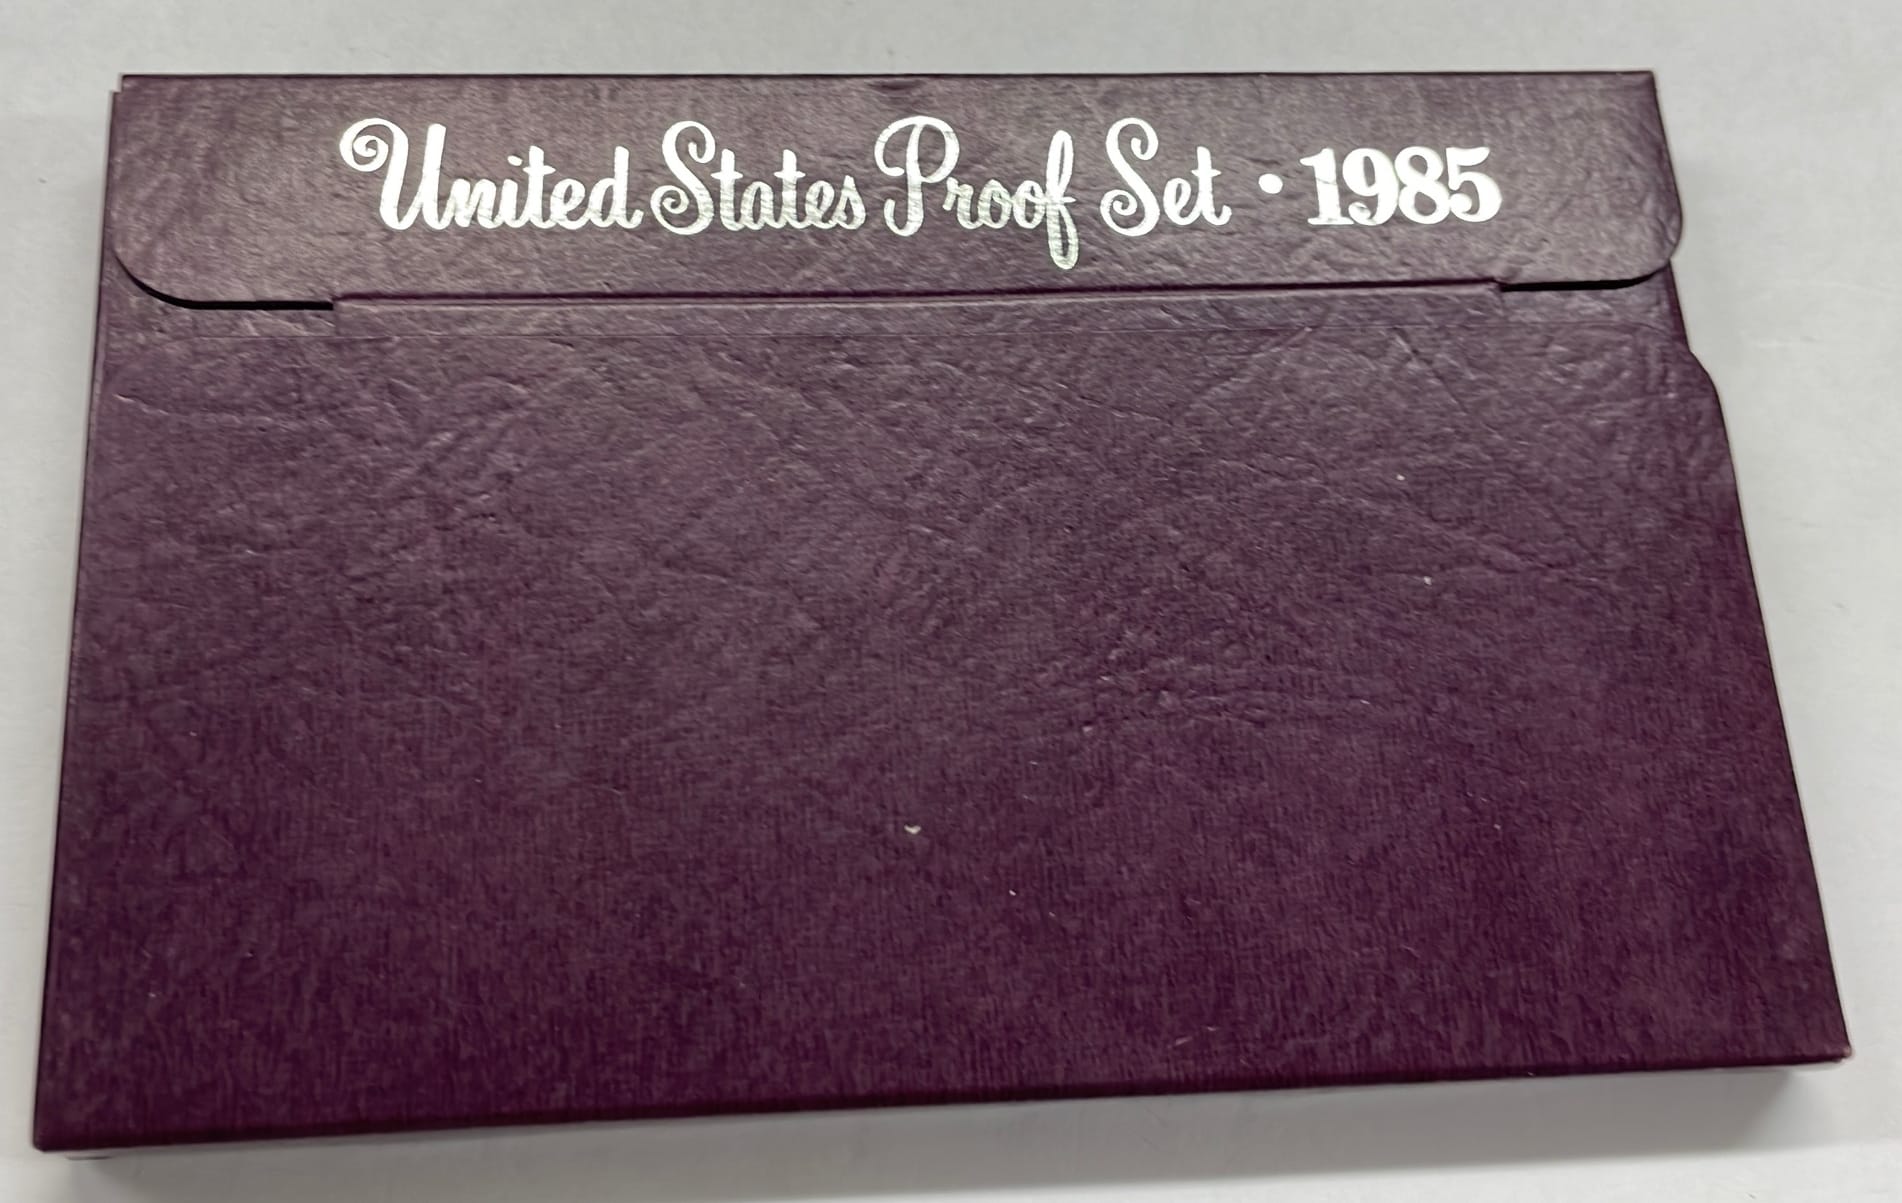 United States Proof Set · 1985